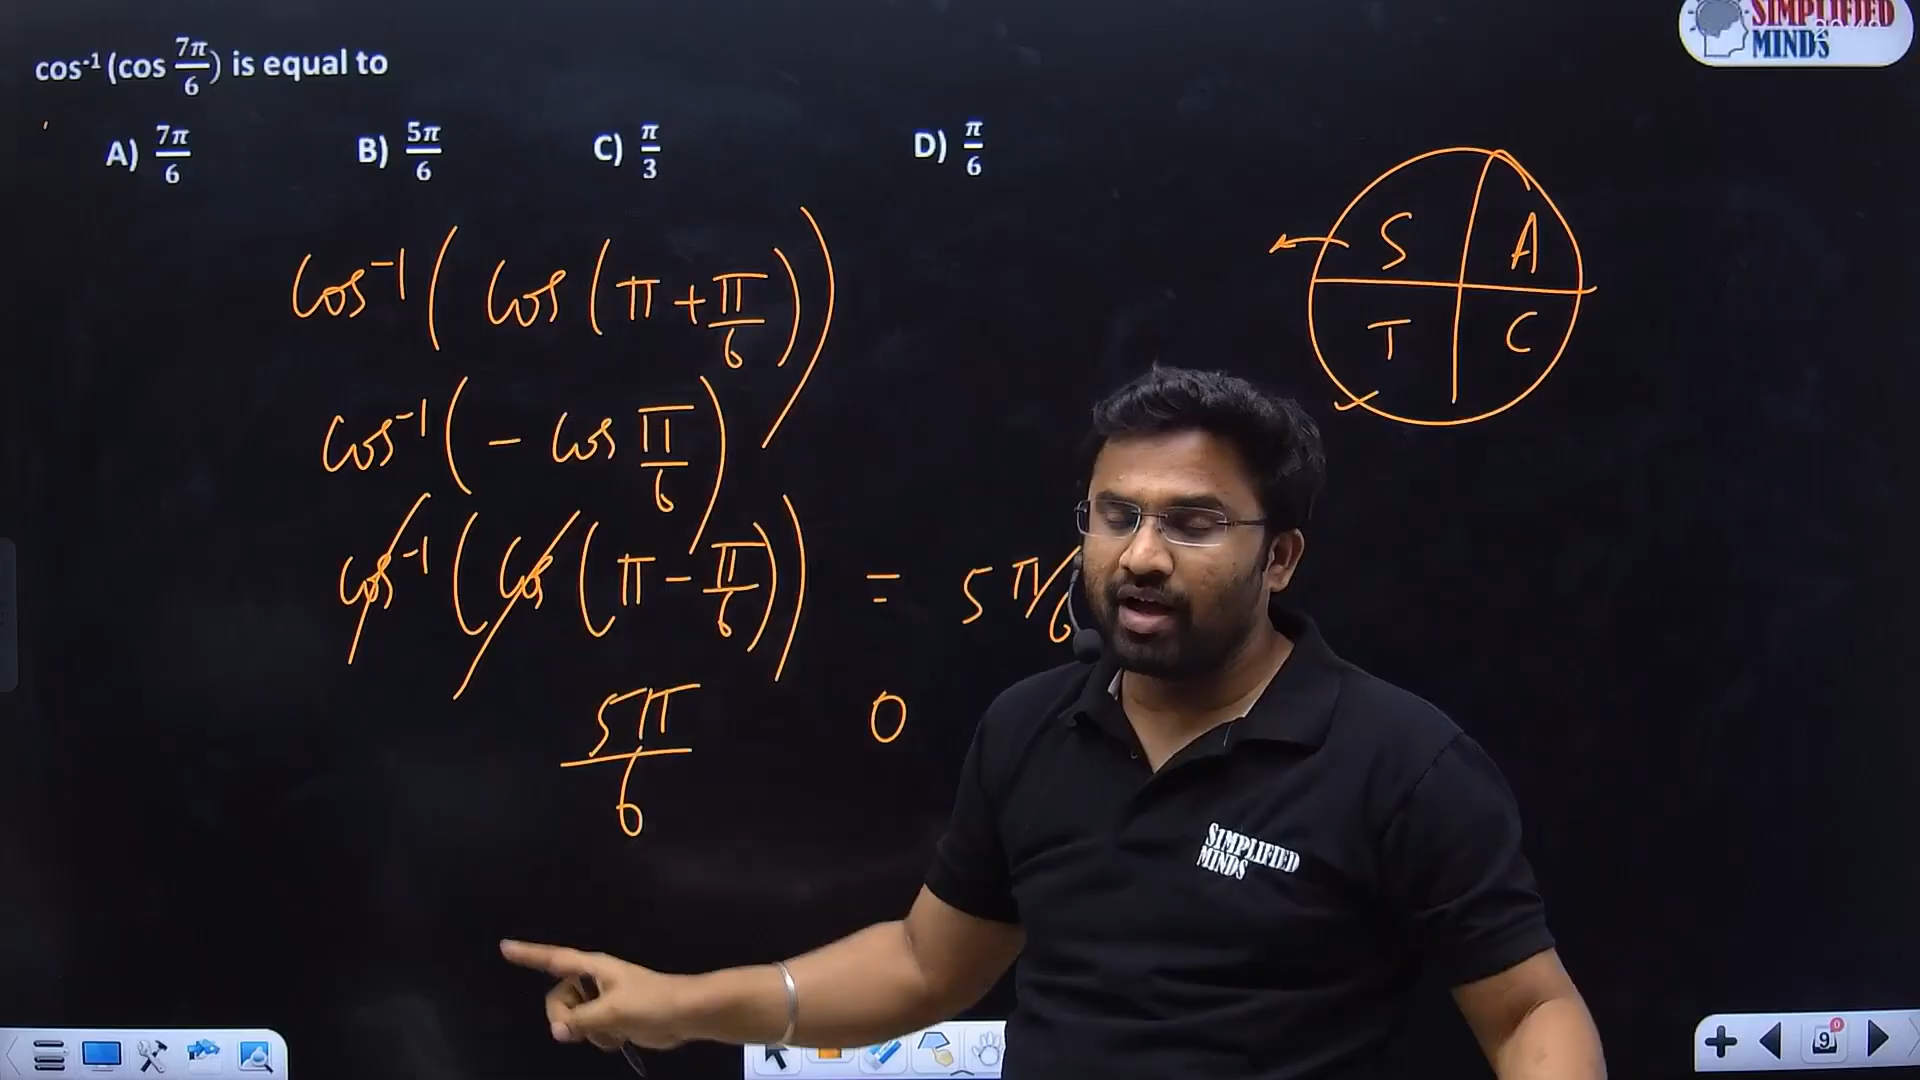 SIMPLIFIED
MINDS
cos⁻¹ (cos 7π/6) is equal to
A) 7π/6 B) 5π/6 C) π/3 D) π/6
cos⁻¹ ( cos ( π + π/6 ) )
cos⁻¹ ( − cos π/6 )
cos⁻¹ ( cos ( π − π/6 ) ) = 5π/6
5π/6 0
S A
T C
SIMPLIFIED
MINDS
9
0